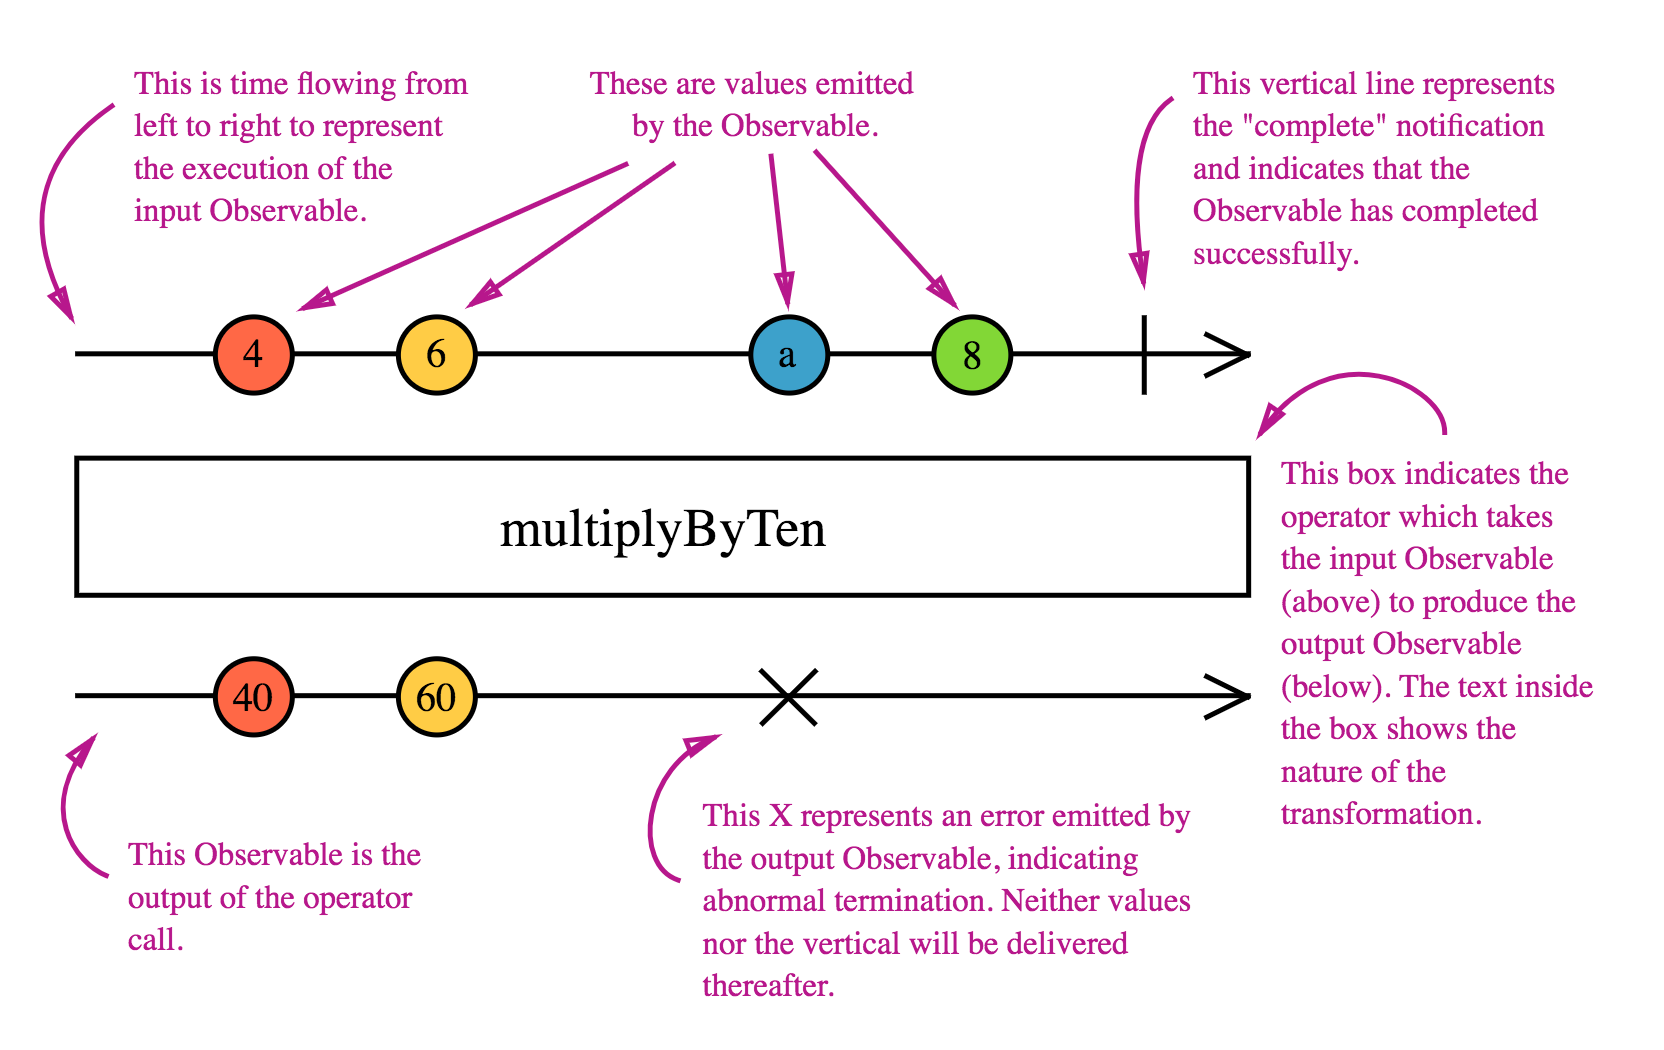 This is time flowing from
left to right to represent
the execution of the
input Observable.
These are values emitted
by the Observable.
This vertical line represents
the "complete" notification
and indicates that the
Observable has completed
successfully.
4
6
a
8
multiplyByTen
This box indicates the
operator which takes
the input Observable
(above) to produce the
output Observable
(below). The text inside
the box shows the
nature of the
transformation.
40
60
This Observable is the
output of the operator
call.
This X represents an error emitted by
the output Observable, indicating
abnormal termination. Neither values
nor the vertical will be delivered
thereafter.